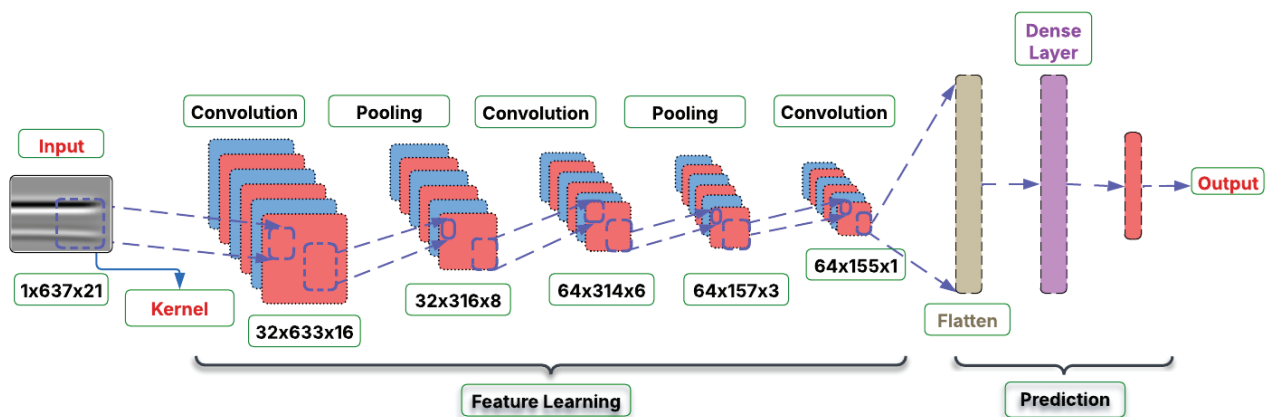 Dense
Layer
Convolution
Pooling
Convolution
Pooling
Convolution
Input
Output
1x637x21
Kernel
32x633x16
32x316x8
64x314x6
64x157x3
64x155x1
Flatten
Feature Learning
Prediction